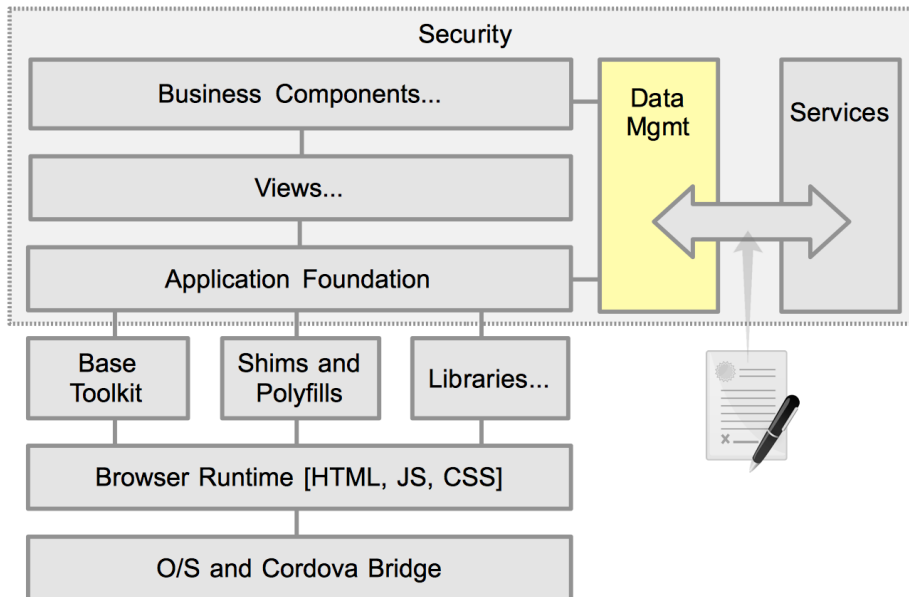 Security
Business Components...
Data
Mgmt
Services
Views...
Application Foundation
Base
Toolkit
Shims and
Polyfills
Libraries...
Browser Runtime [HTML, JS, CSS]
O/S and Cordova Bridge